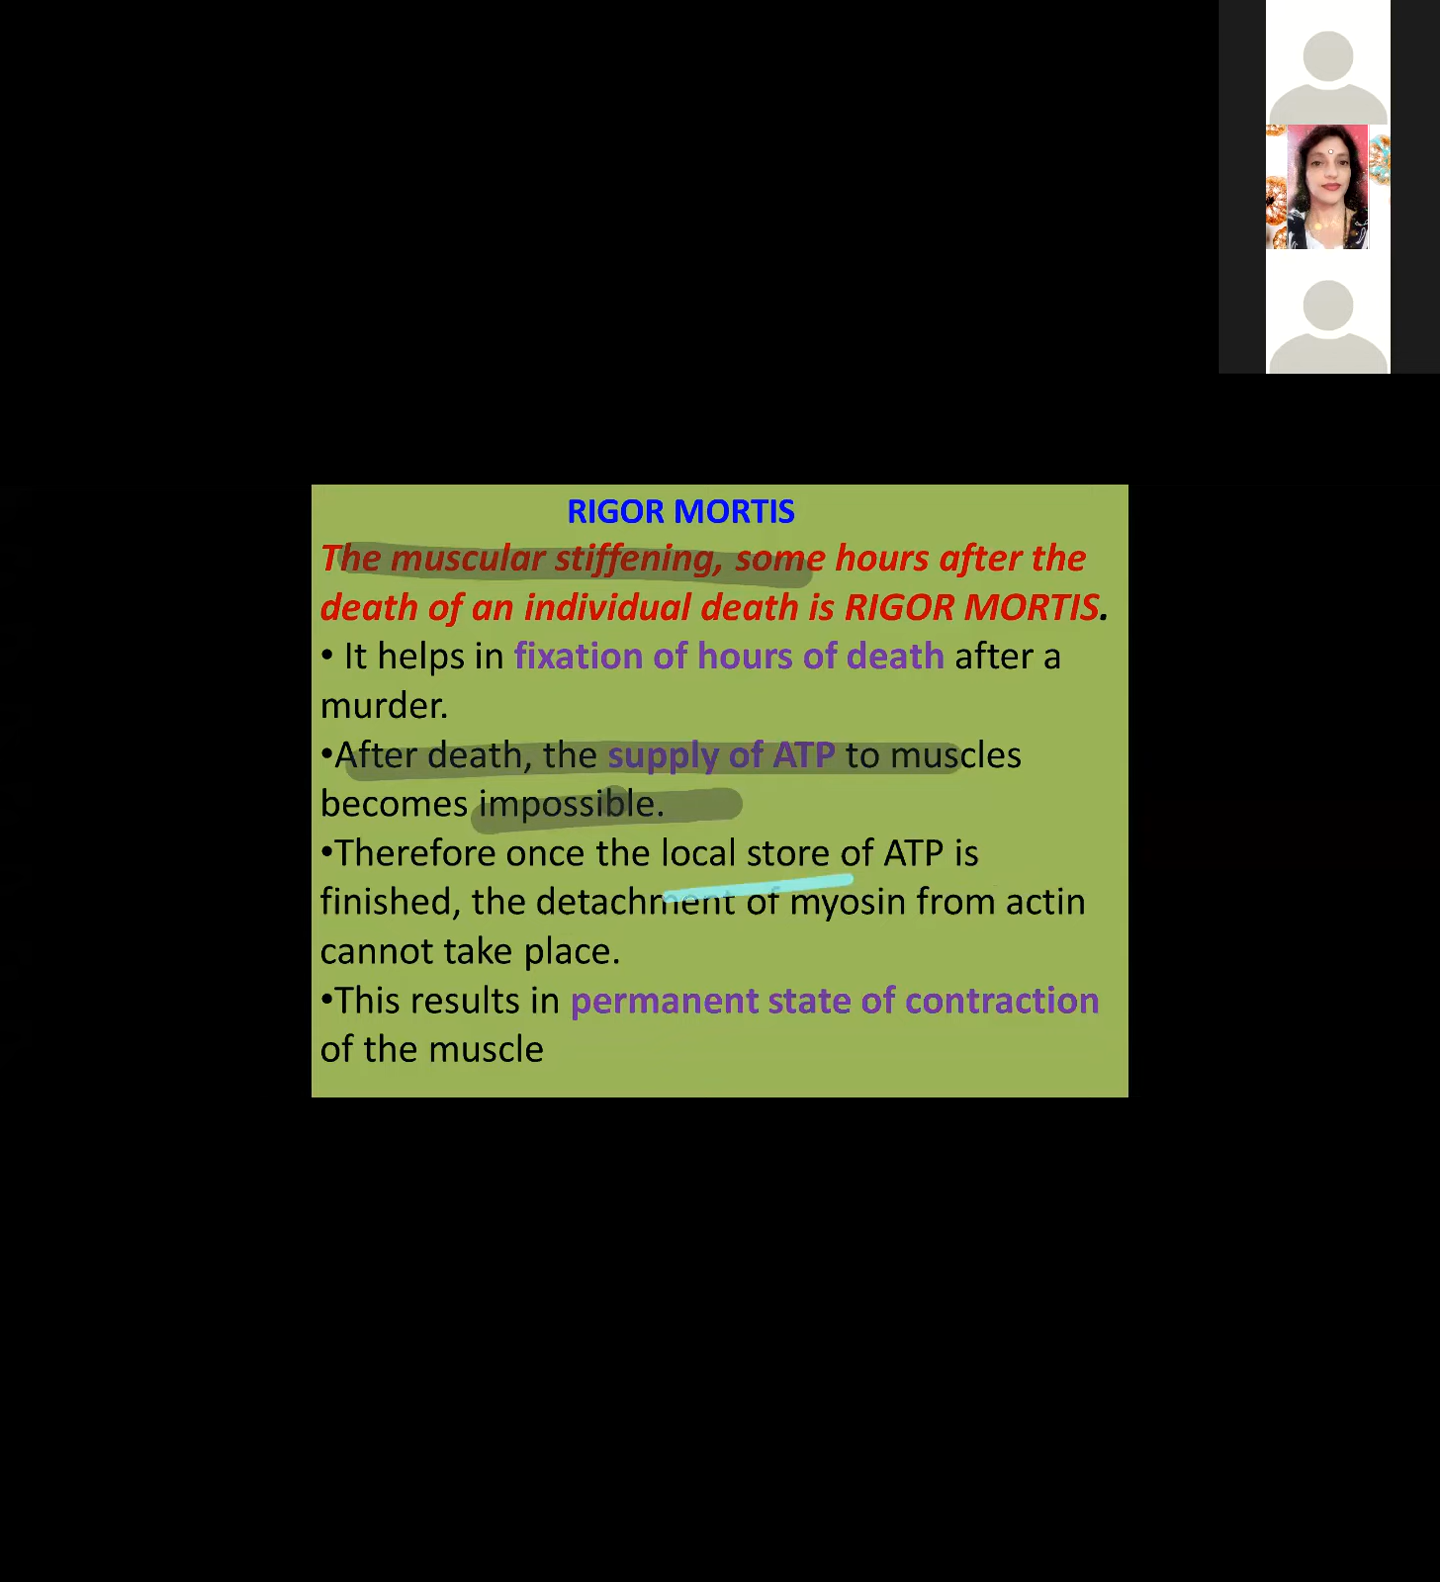 RIGOR MORTIS
The muscular stiffening, some hours after the
death of an individual death is RIGOR MORTIS.
• It helps in fixation of hours of death after a
murder.
•After death, the supply of ATP to muscles
becomes impossible.
•Therefore once the local store of ATP is
finished, the detachment of myosin from actin
cannot take place.
•This results in permanent state of contraction
of the muscle